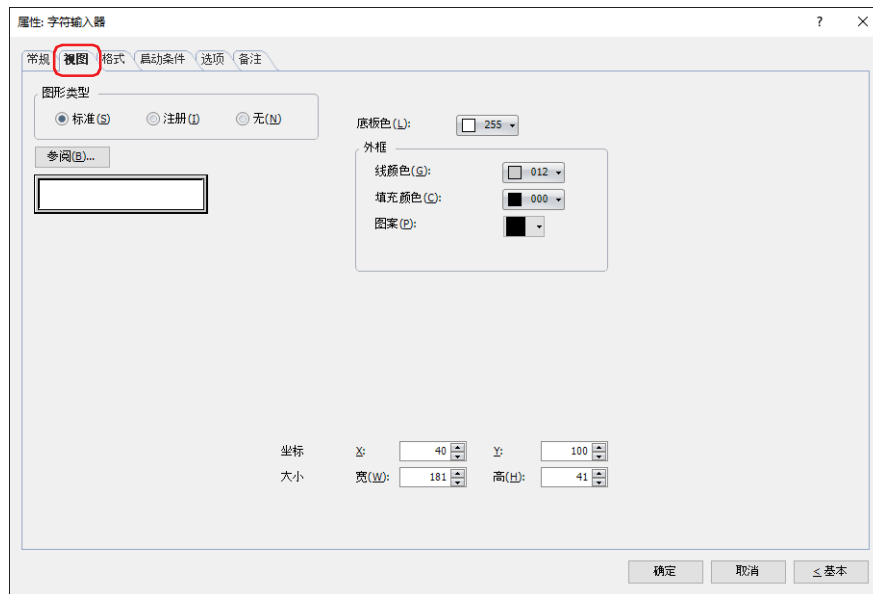 属性: 字符输入器 ?
常规 视图 格式 启动条件 选项 备注
图形类型
标准(S) 注册(I) 无(N)
参阅(B)...
底板色(L): 255
外框
线颜色(G): 012
填充颜色(C): 000
图案(P):
坐标 X: 40 Y: 100
大小 宽(W): 181 高(H): 41
确定 取消 < 基本